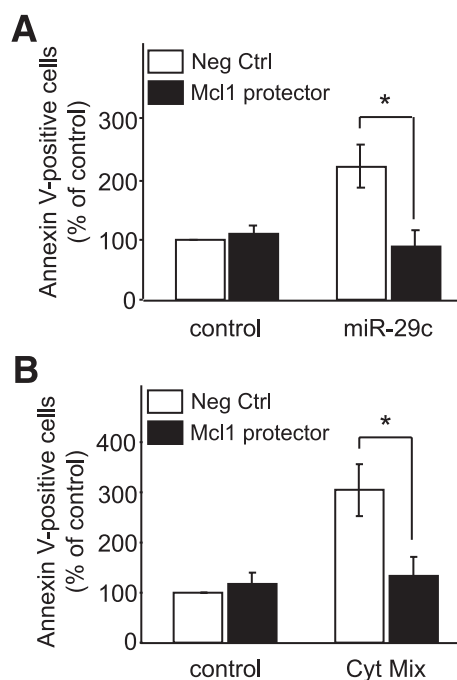 A
Neg Ctrl
Mcl1 protector
Annexin V-positive cells
(% of control)
300
200
100
0
*
control
miR-29c
B
Neg Ctrl
Mcl1 protector
Annexin V-positive cells
(% of control)
400
300
200
100
0
*
control
Cyt Mix